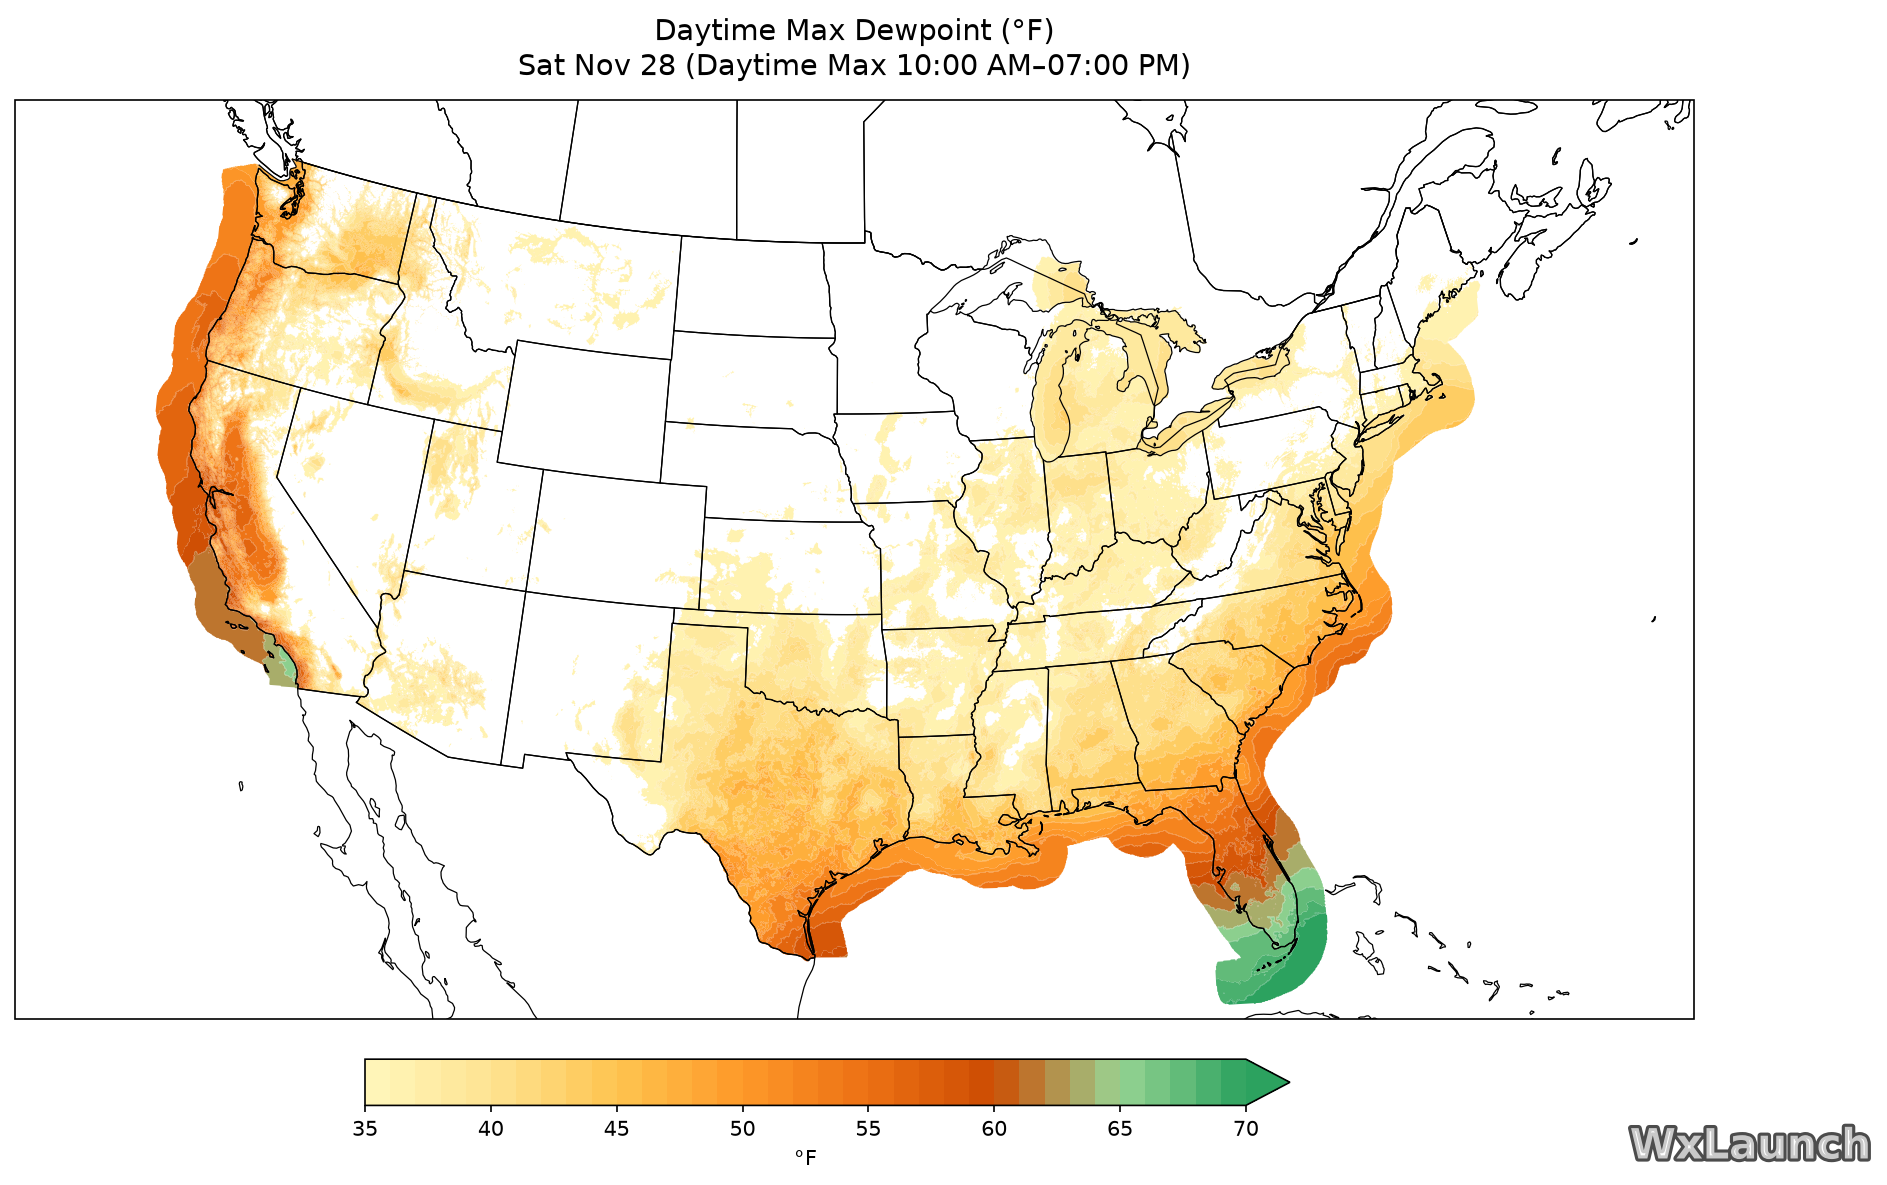 Daytime Max Dewpoint (°F)
Sat Nov 28 (Daytime Max 10:00 AM–07:00 PM)
35 40 45 50 55 60 65 70
°F
WxLaunch